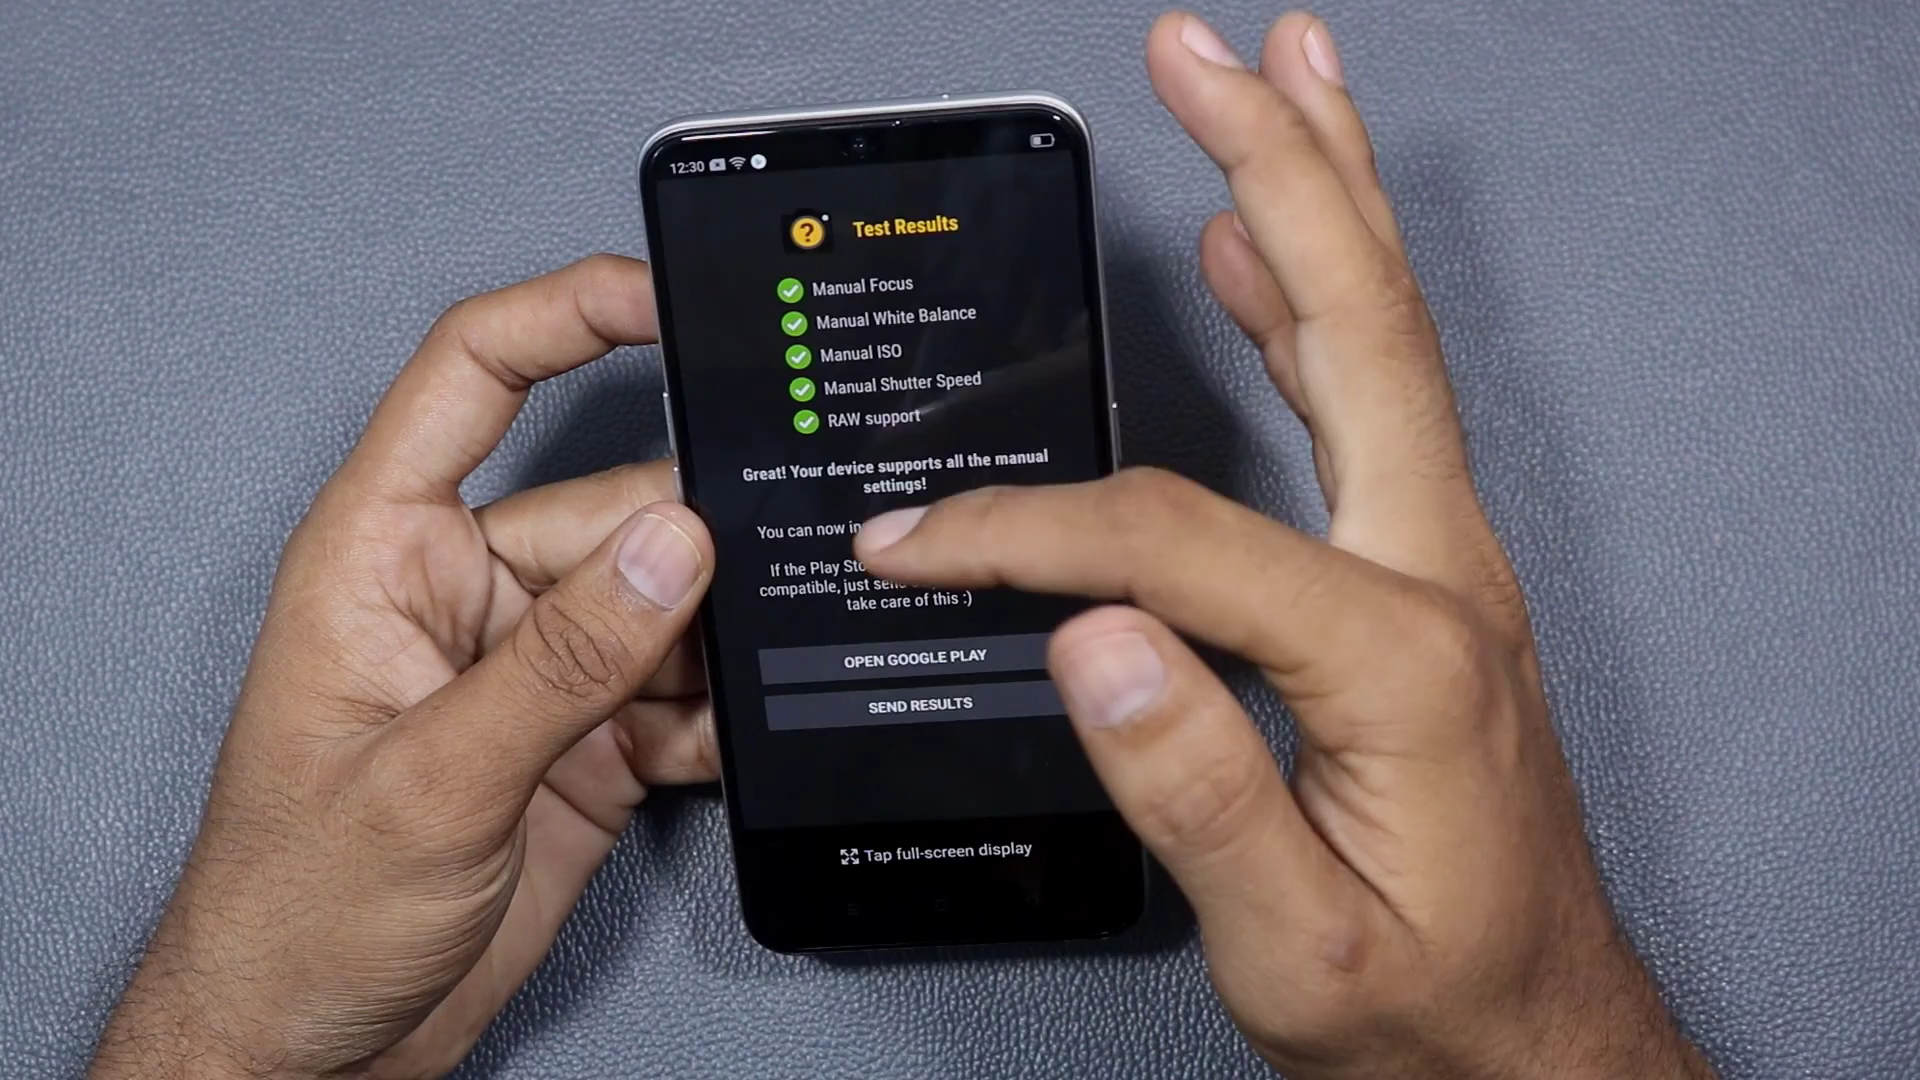 12:30
?
Test Results
Manual Focus
Manual White Balance
Manual ISO
Manual Shutter Speed
RAW support
Great! Your device supports all the manual
settings!
You can now
If the Play
compatible, just
take care of this :)
OPEN GOOGLE PLAY
SEND RESULTS
Tap full-screen display